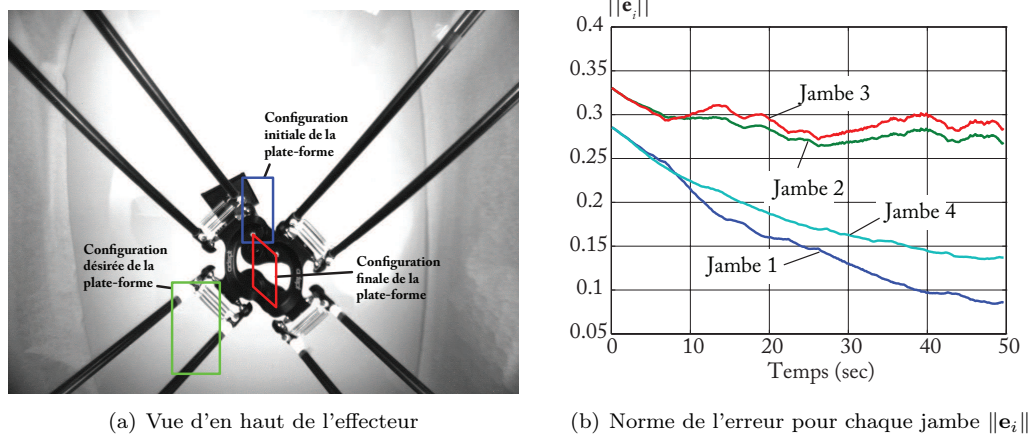 Configuration
initiale de la
plate-forme
Configuration
désirée de la
plate-forme
Configuration
finale de la
plate-forme
(a) Vue d'en haut de l'effecteur
||e_i||
0.4
0.35
0.3
0.25
0.2
0.15
0.1
0.05
0 10 20 30 40 50
Temps (sec)
Jambe 3
Jambe 2
Jambe 4
Jambe 1
(b) Norme de l'erreur pour chaque jambe ‖e_i‖